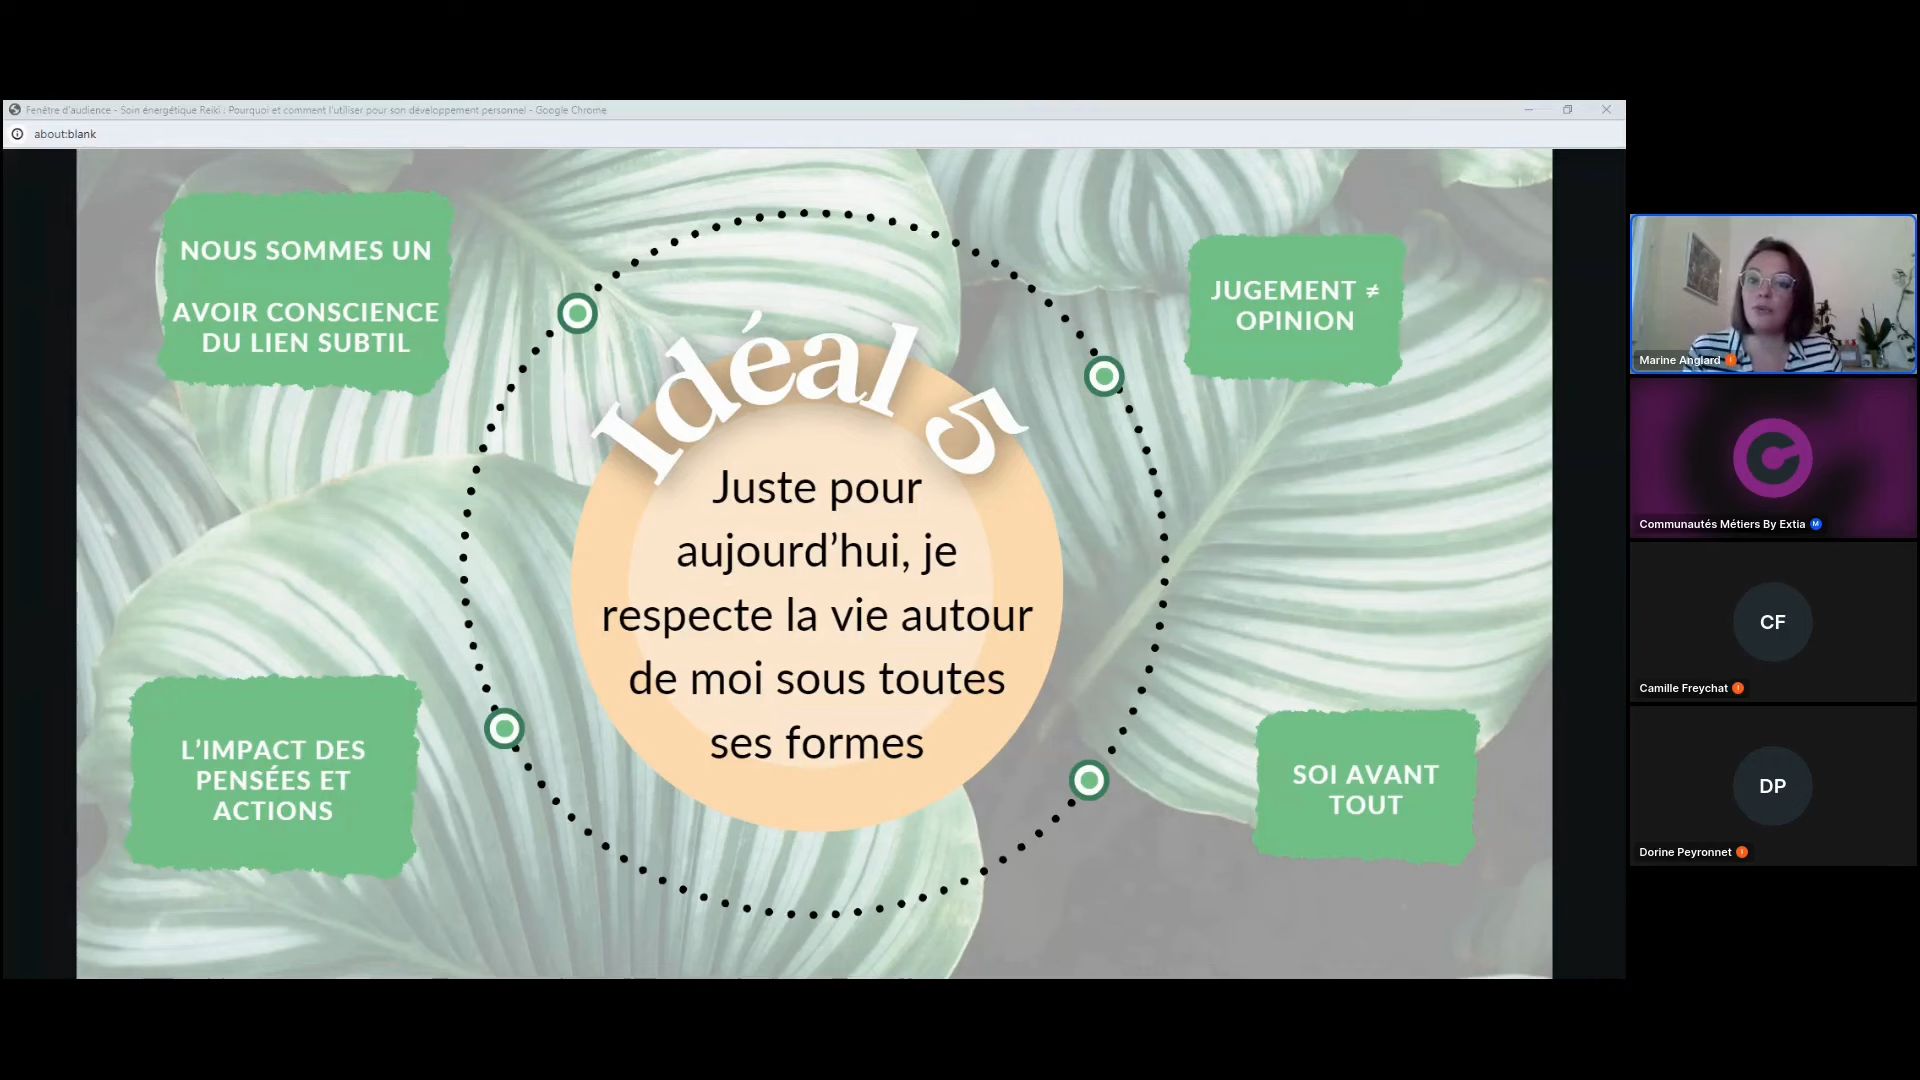 Fenêtre d'audience - Soin énergétique Reiki : Pourquoi et comment l'utiliser pour son développement personnel - Google Chrome
about:blank
NOUS SOMMES UN
AVOIR CONSCIENCE
DU LIEN SUBTIL
JUGEMENT ≠
OPINION
Idéal 5
Juste pour
aujourd’hui, je
respecte la vie autour
de moi sous toutes
ses formes
L’IMPACT DES
PENSÉES ET
ACTIONS
SOI AVANT
TOUT
Marine Anglard
Communautés Métiers By Extia M
CF
Camille Freychat
DP
Dorine Peyronnet